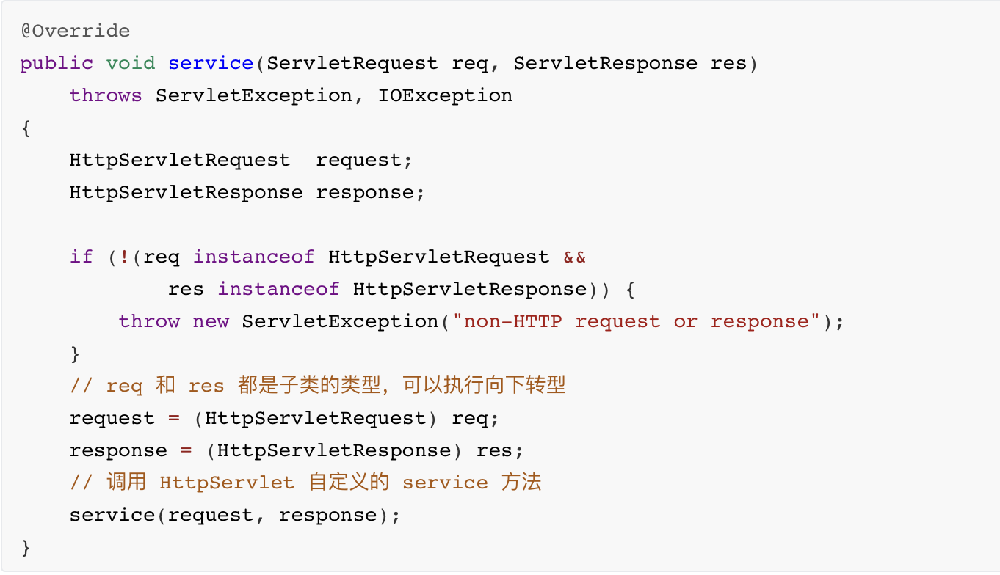 @Override
public void service(ServletRequest req, ServletResponse res)
    throws ServletException, IOException
{
    HttpServletRequest  request;
    HttpServletResponse response;

    if (!(req instanceof HttpServletRequest &&
            res instanceof HttpServletResponse)) {
        throw new ServletException("non-HTTP request or response");
    }
    // req 和 res 都是子类的类型，可以执行向下转型
    request = (HttpServletRequest) req;
    response = (HttpServletResponse) res;
    // 调用 HttpServlet 自定义的 service 方法
    service(request, response);
}